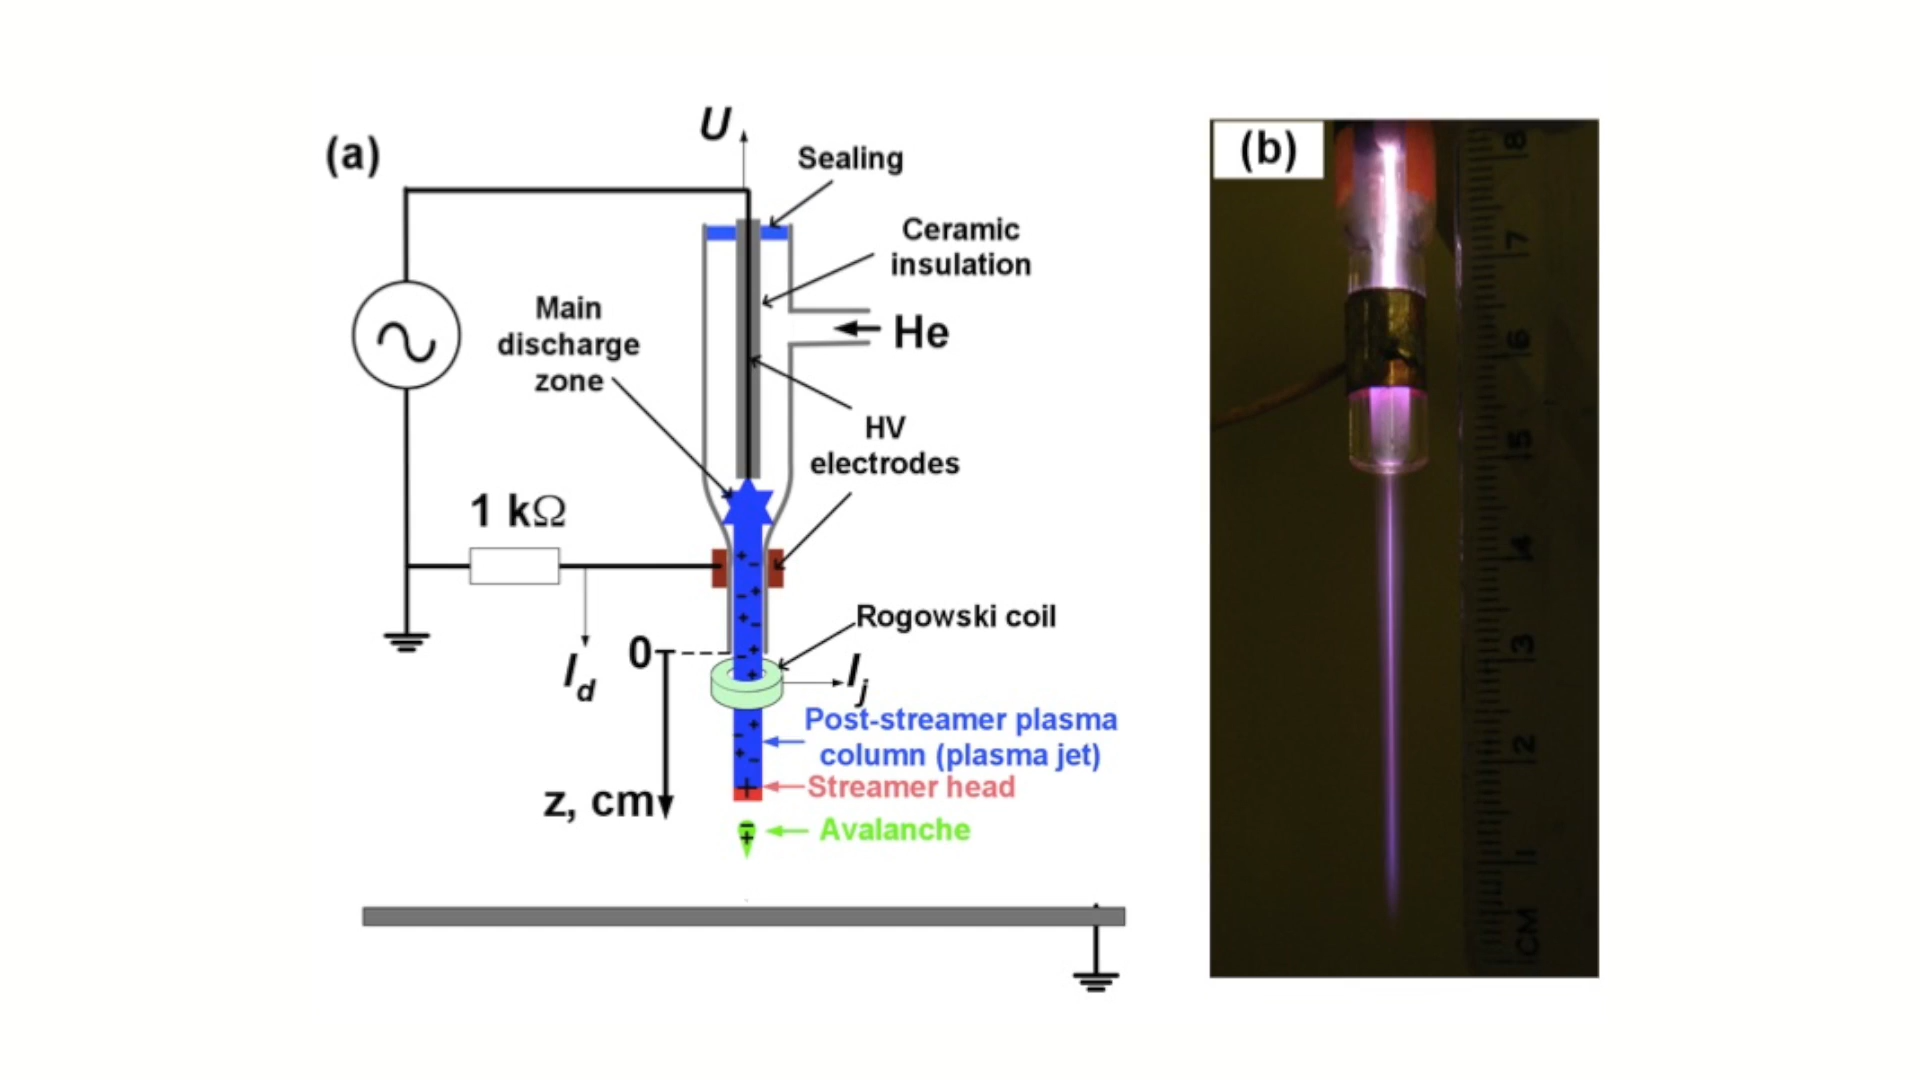 (a)
U
Sealing
Ceramic
insulation
He
Main
discharge
zone
HV
electrodes
1 kΩ
Rogowski coil
0
I_d
I_j
Post-streamer plasma
column (plasma jet)
Streamer head
z, cm
Avalanche
(b)
8
7
6
5
4
3
2
1
CM